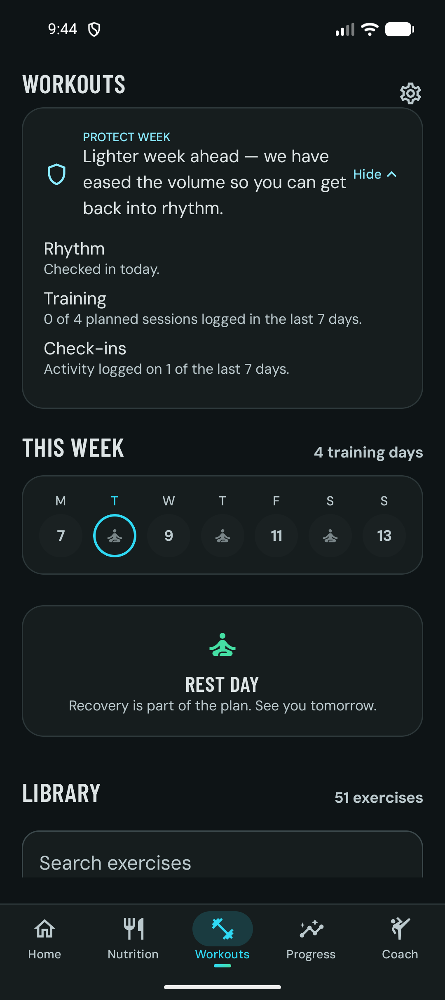 9:44
WORKOUTS
PROTECT WEEK
Lighter week ahead — we have
eased the volume so you can get
back into rhythm.
Hide
Rhythm
Checked in today.
Training
0 of 4 planned sessions logged in the last 7 days.
Check-ins
Activity logged on 1 of the last 7 days.
THIS WEEK
4 training days
M T W T F S S
7 9 11 13
REST DAY
Recovery is part of the plan. See you tomorrow.
LIBRARY
51 exercises
Search exercises
Home Nutrition Workouts Progress Coach